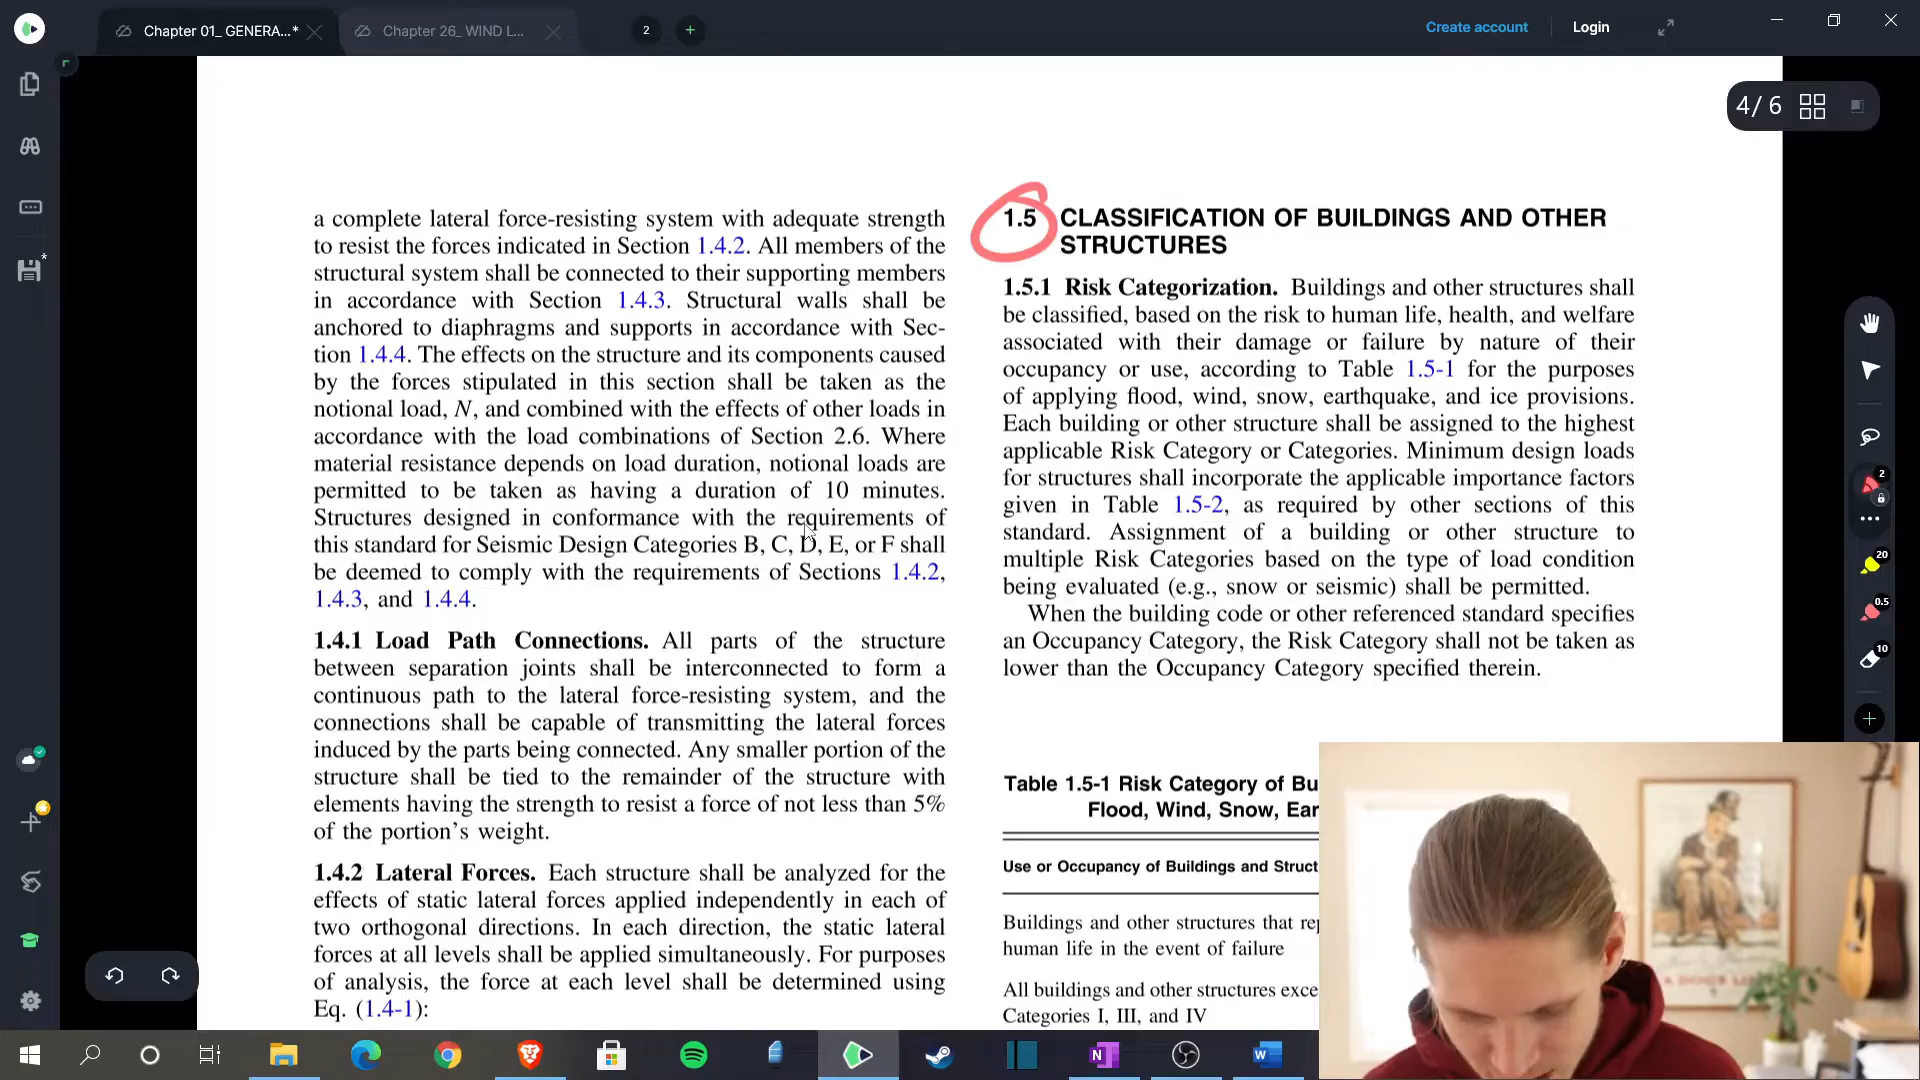 Chapter 01_ GENERA...*
Chapter 26_ WIND L...
2
Create account
Login
4/ 6
a complete lateral force-resisting system with adequate strength
to resist the forces indicated in Section 1.4.2. All members of the
structural system shall be connected to their supporting members
in accordance with Section 1.4.3. Structural walls shall be
anchored to diaphragms and supports in accordance with Sec-
tion 1.4.4. The effects on the structure and its components caused
by the forces stipulated in this section shall be taken as the
notional load, N, and combined with the effects of other loads in
accordance with the load combinations of Section 2.6. Where
material resistance depends on load duration, notional loads are
permitted to be taken as having a duration of 10 minutes.
Structures designed in conformance with the requirements of
this standard for Seismic Design Categories B, C, D, E, or F shall
be deemed to comply with the requirements of Sections 1.4.2,
1.4.3, and 1.4.4.
1.4.1 Load Path Connections. All parts of the structure
between separation joints shall be interconnected to form a
continuous path to the lateral force-resisting system, and the
connections shall be capable of transmitting the lateral forces
induced by the parts being connected. Any smaller portion of the
structure shall be tied to the remainder of the structure with
elements having the strength to resist a force of not less than 5%
of the portion's weight.
1.4.2 Lateral Forces. Each structure shall be analyzed for the
effects of static lateral forces applied independently in each of
two orthogonal directions. In each direction, the static lateral
forces at all levels shall be applied simultaneously. For purposes
of analysis, the force at each level shall be determined using
Eq. (1.4-1):
1.5 CLASSIFICATION OF BUILDINGS AND OTHER
STRUCTURES
1.5.1 Risk Categorization. Buildings and other structures shall
be classified, based on the risk to human life, health, and welfare
associated with their damage or failure by nature of their
occupancy or use, according to Table 1.5-1 for the purposes
of applying flood, wind, snow, earthquake, and ice provisions.
Each building or other structure shall be assigned to the highest
applicable Risk Category or Categories. Minimum design loads
for structures shall incorporate the applicable importance factors
given in Table 1.5-2, as required by other sections of this
standard. Assignment of a building or other structure to
multiple Risk Categories based on the type of load condition
being evaluated (e.g., snow or seismic) shall be permitted.
When the building code or other referenced standard specifies
an Occupancy Category, the Risk Category shall not be taken as
lower than the Occupancy Category specified therein.
Table 1.5-1 Risk Category of Bu
Flood, Wind, Snow, Ear
Use or Occupancy of Buildings and Struct
Buildings and other structures that rep
human life in the event of failure
All buildings and other structures exce
Categories I, III, and IV
2
20
0.5
10